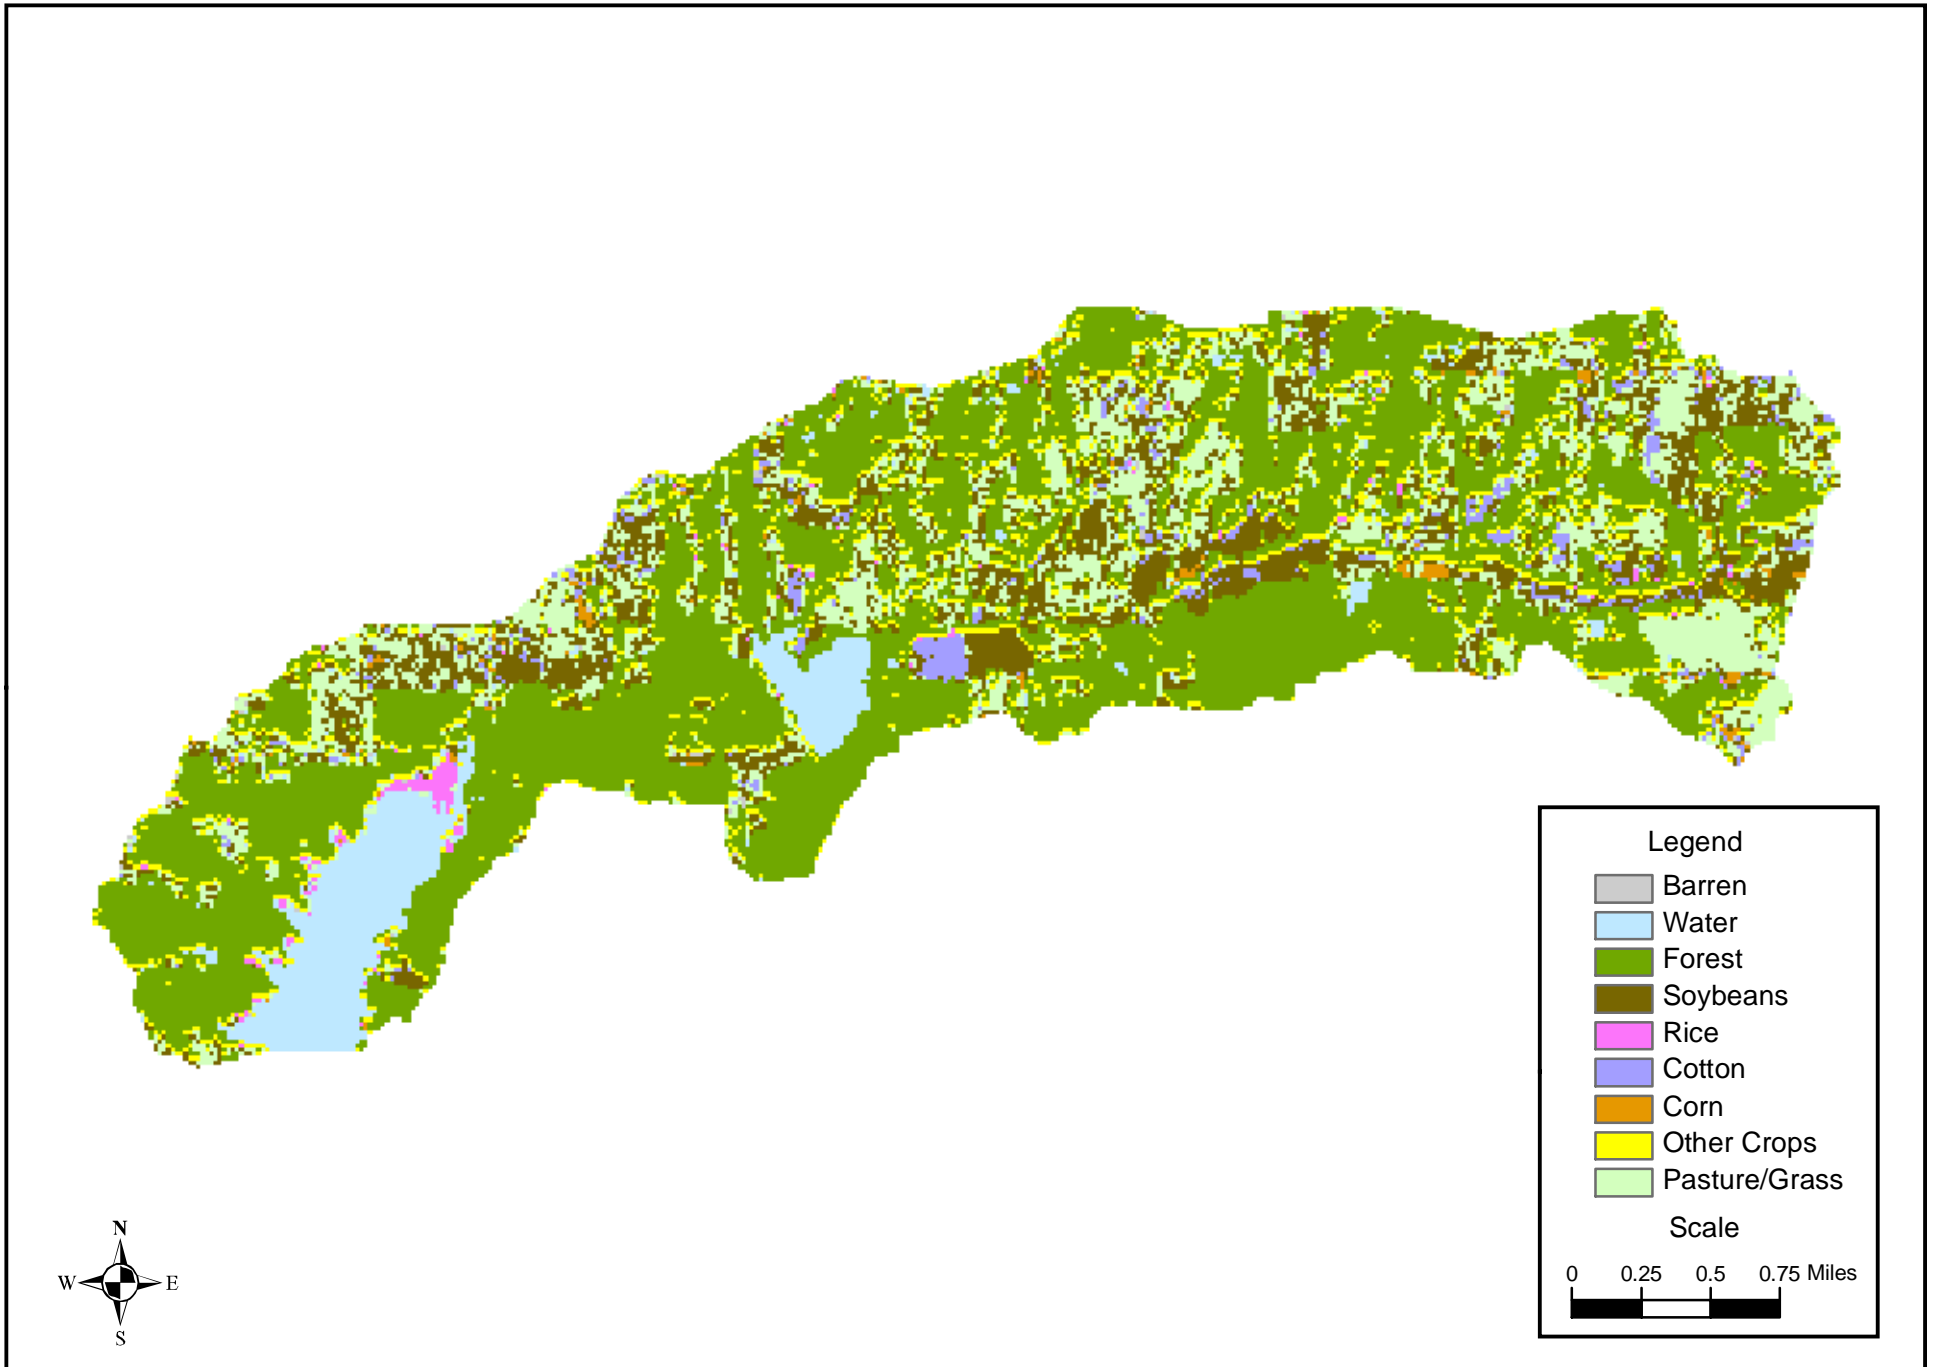 Legend
Barren
Water
Forest
Soybeans
Rice
Cotton
Corn
Other Crops
Pasture/Grass
Scale
0 0.25 0.5 0.75 Miles
N
W E
S